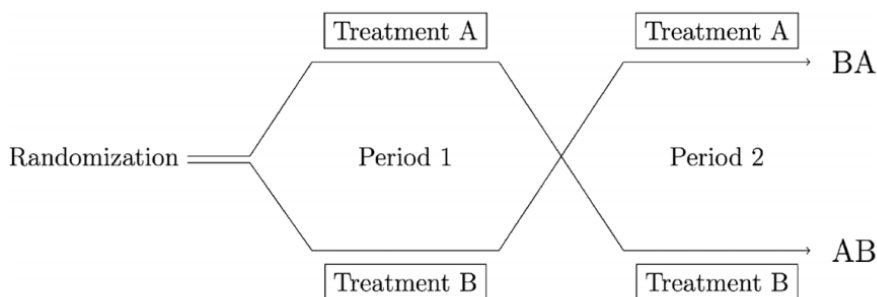 Treatment A
Treatment A
BA
Randomization
Period 1
Period 2
AB
Treatment B
Treatment B